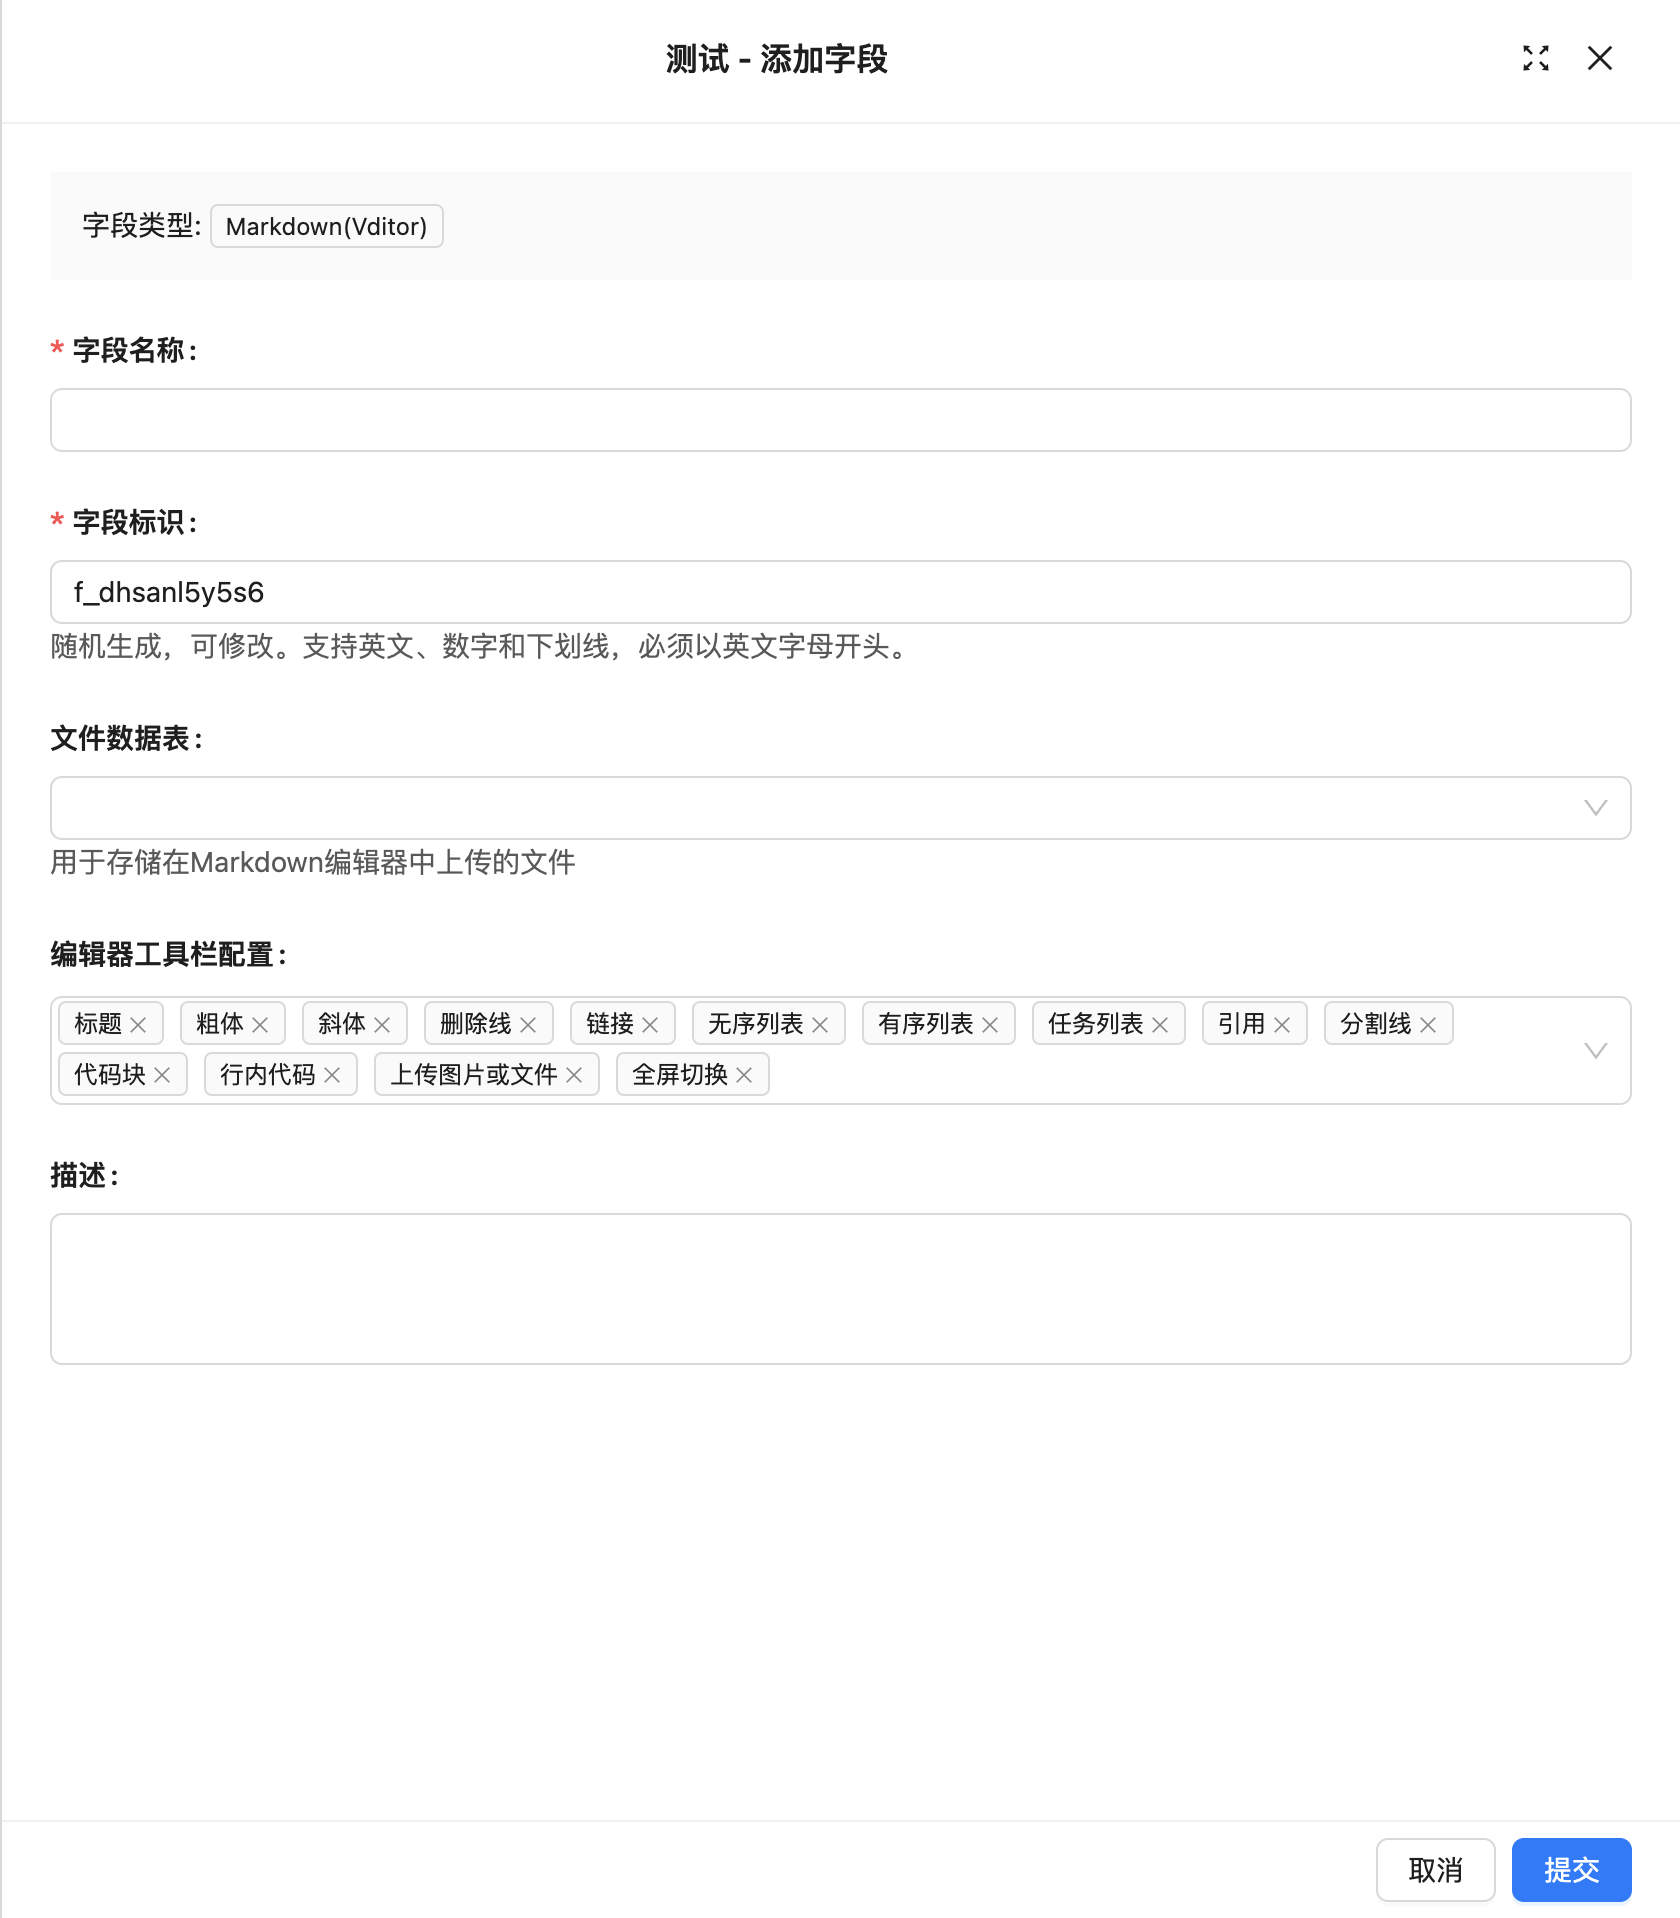 测试 - 添加字段
字段类型: Markdown(Vditor)
* 字段名称:
* 字段标识:
f_dhsanl5y5s6
随机生成，可修改。支持英文、数字和下划线，必须以英文字母开头。
文件数据表:
用于存储在Markdown编辑器中上传的文件
编辑器工具栏配置:
标题 粗体 斜体 删除线 链接 无序列表 有序列表 任务列表 引用 分割线
代码块 行内代码 上传图片或文件 全屏切换
描述:
取消 提交